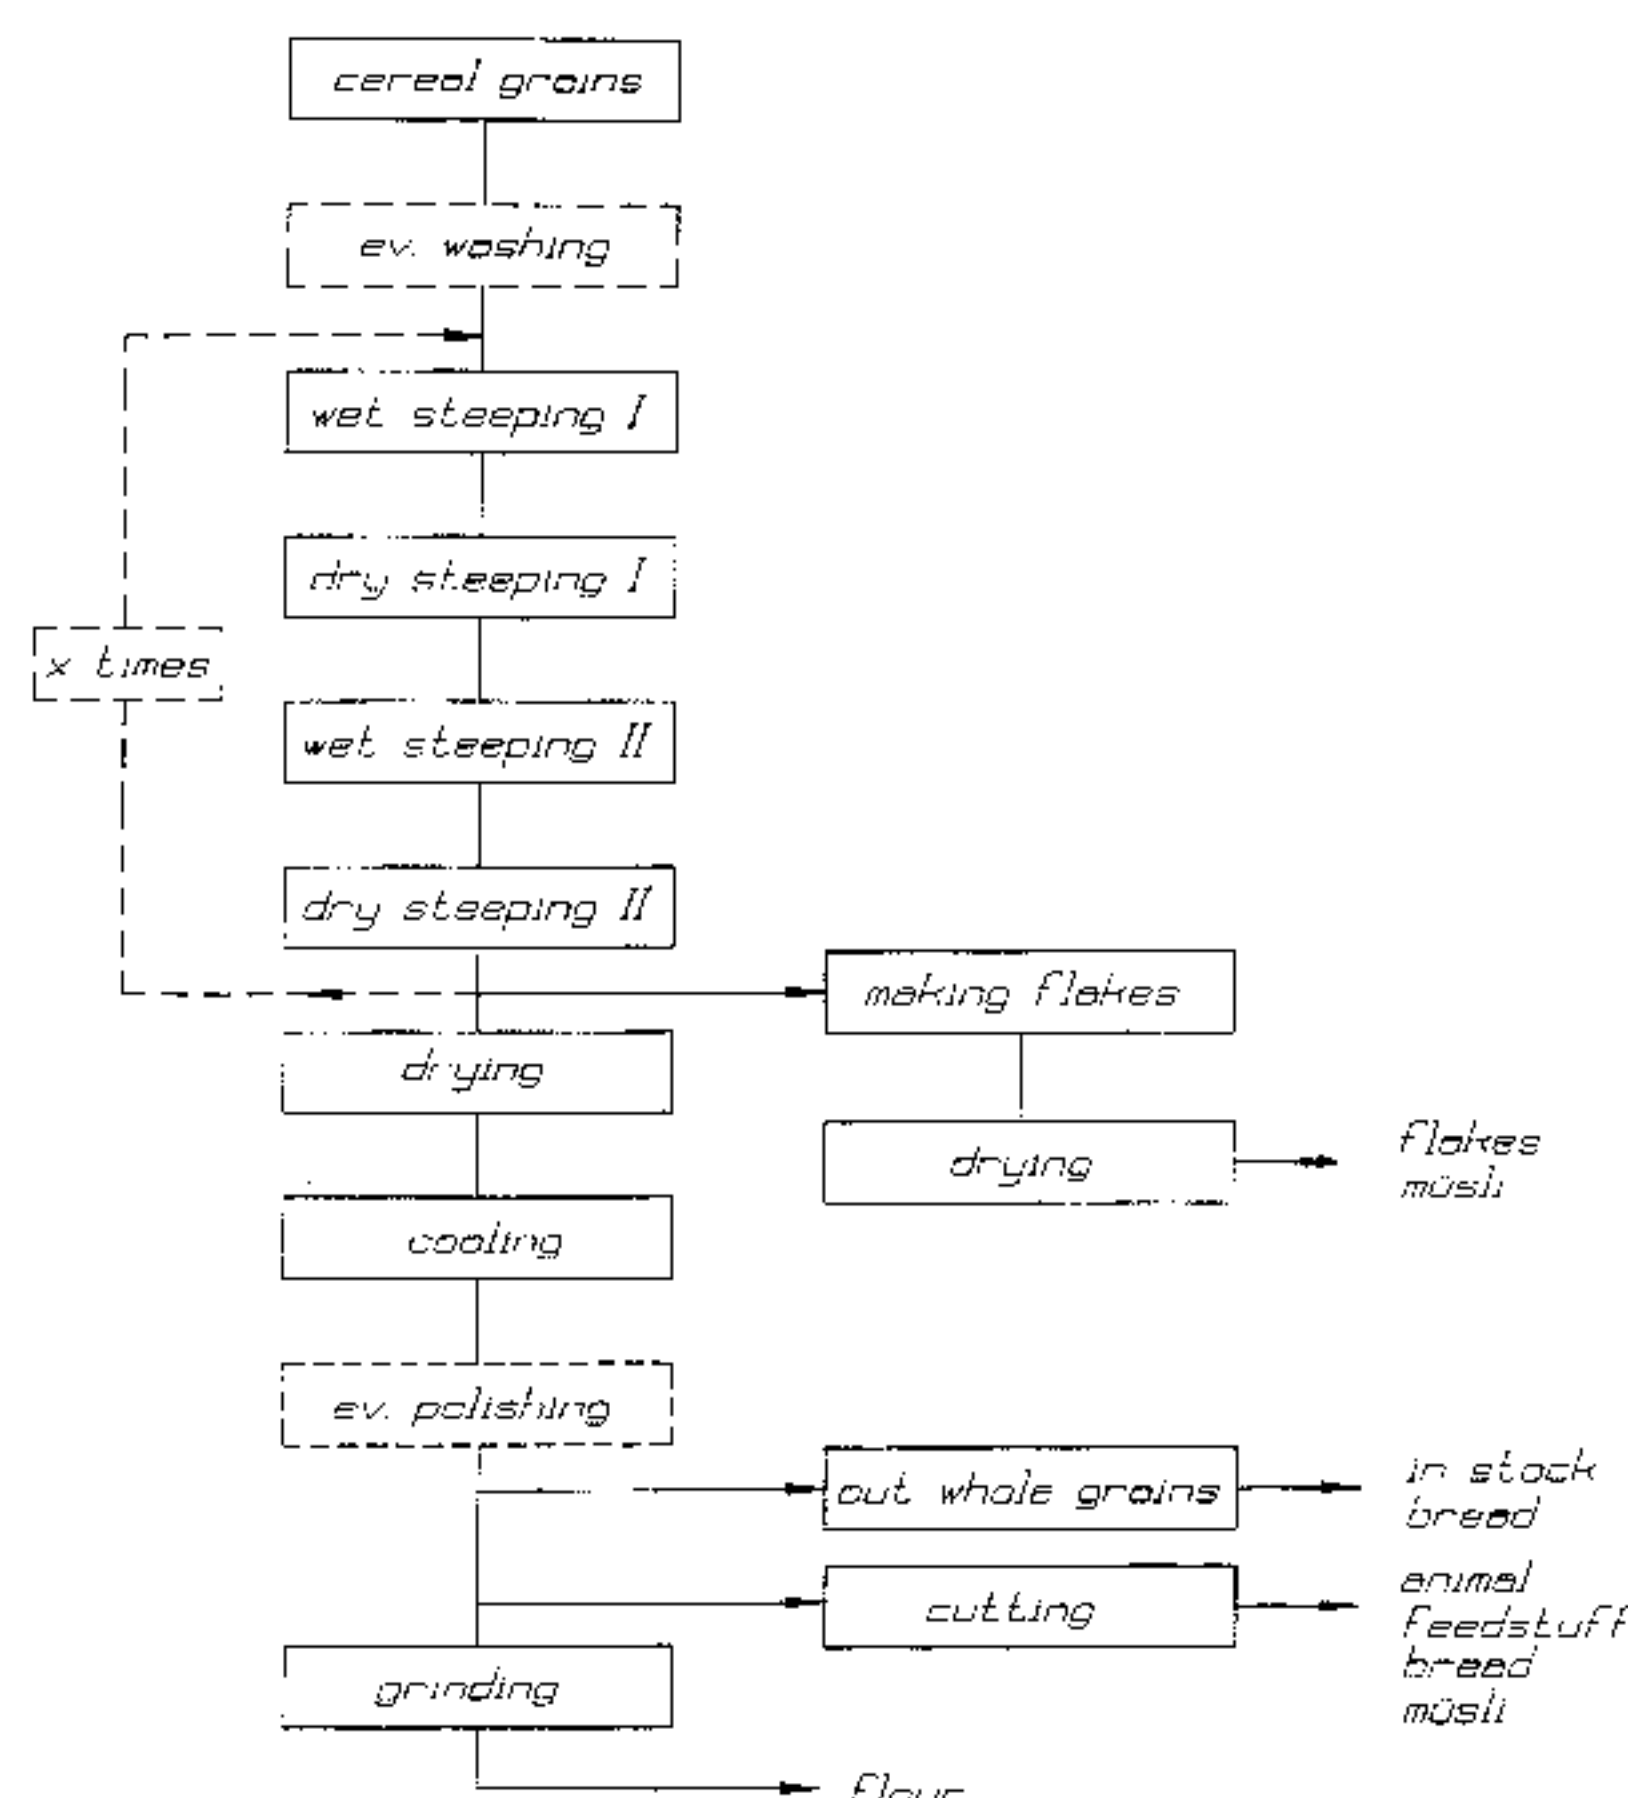 cereal grains
ev. washing
wet steeping I
dry steeping I
x times
wet steeping II
dry steeping II
making flakes
drying
drying
flakes
müsli
cooling
ev. polishing
out whole grains
in stock
bread
cutting
animal
feedstuff
bread
müsli
grinding
flour